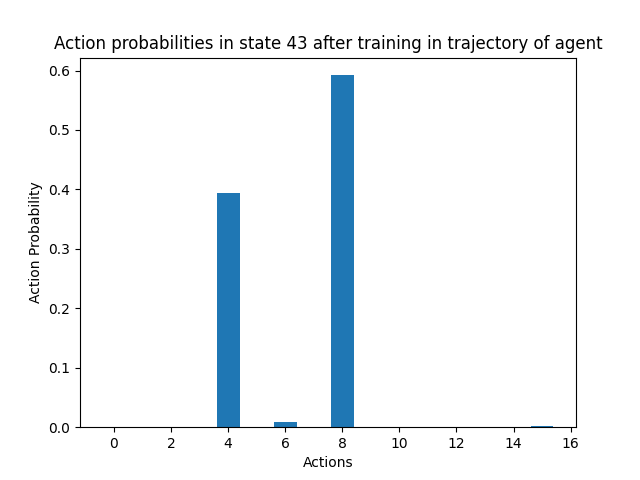 Action probabilities in state 43 after training in trajectory of agent
0.6
0.5
0.4
0.3
0.2
0.1
0.0
Action Probability
0 2 4 6 8 10 12 14 16
Actions